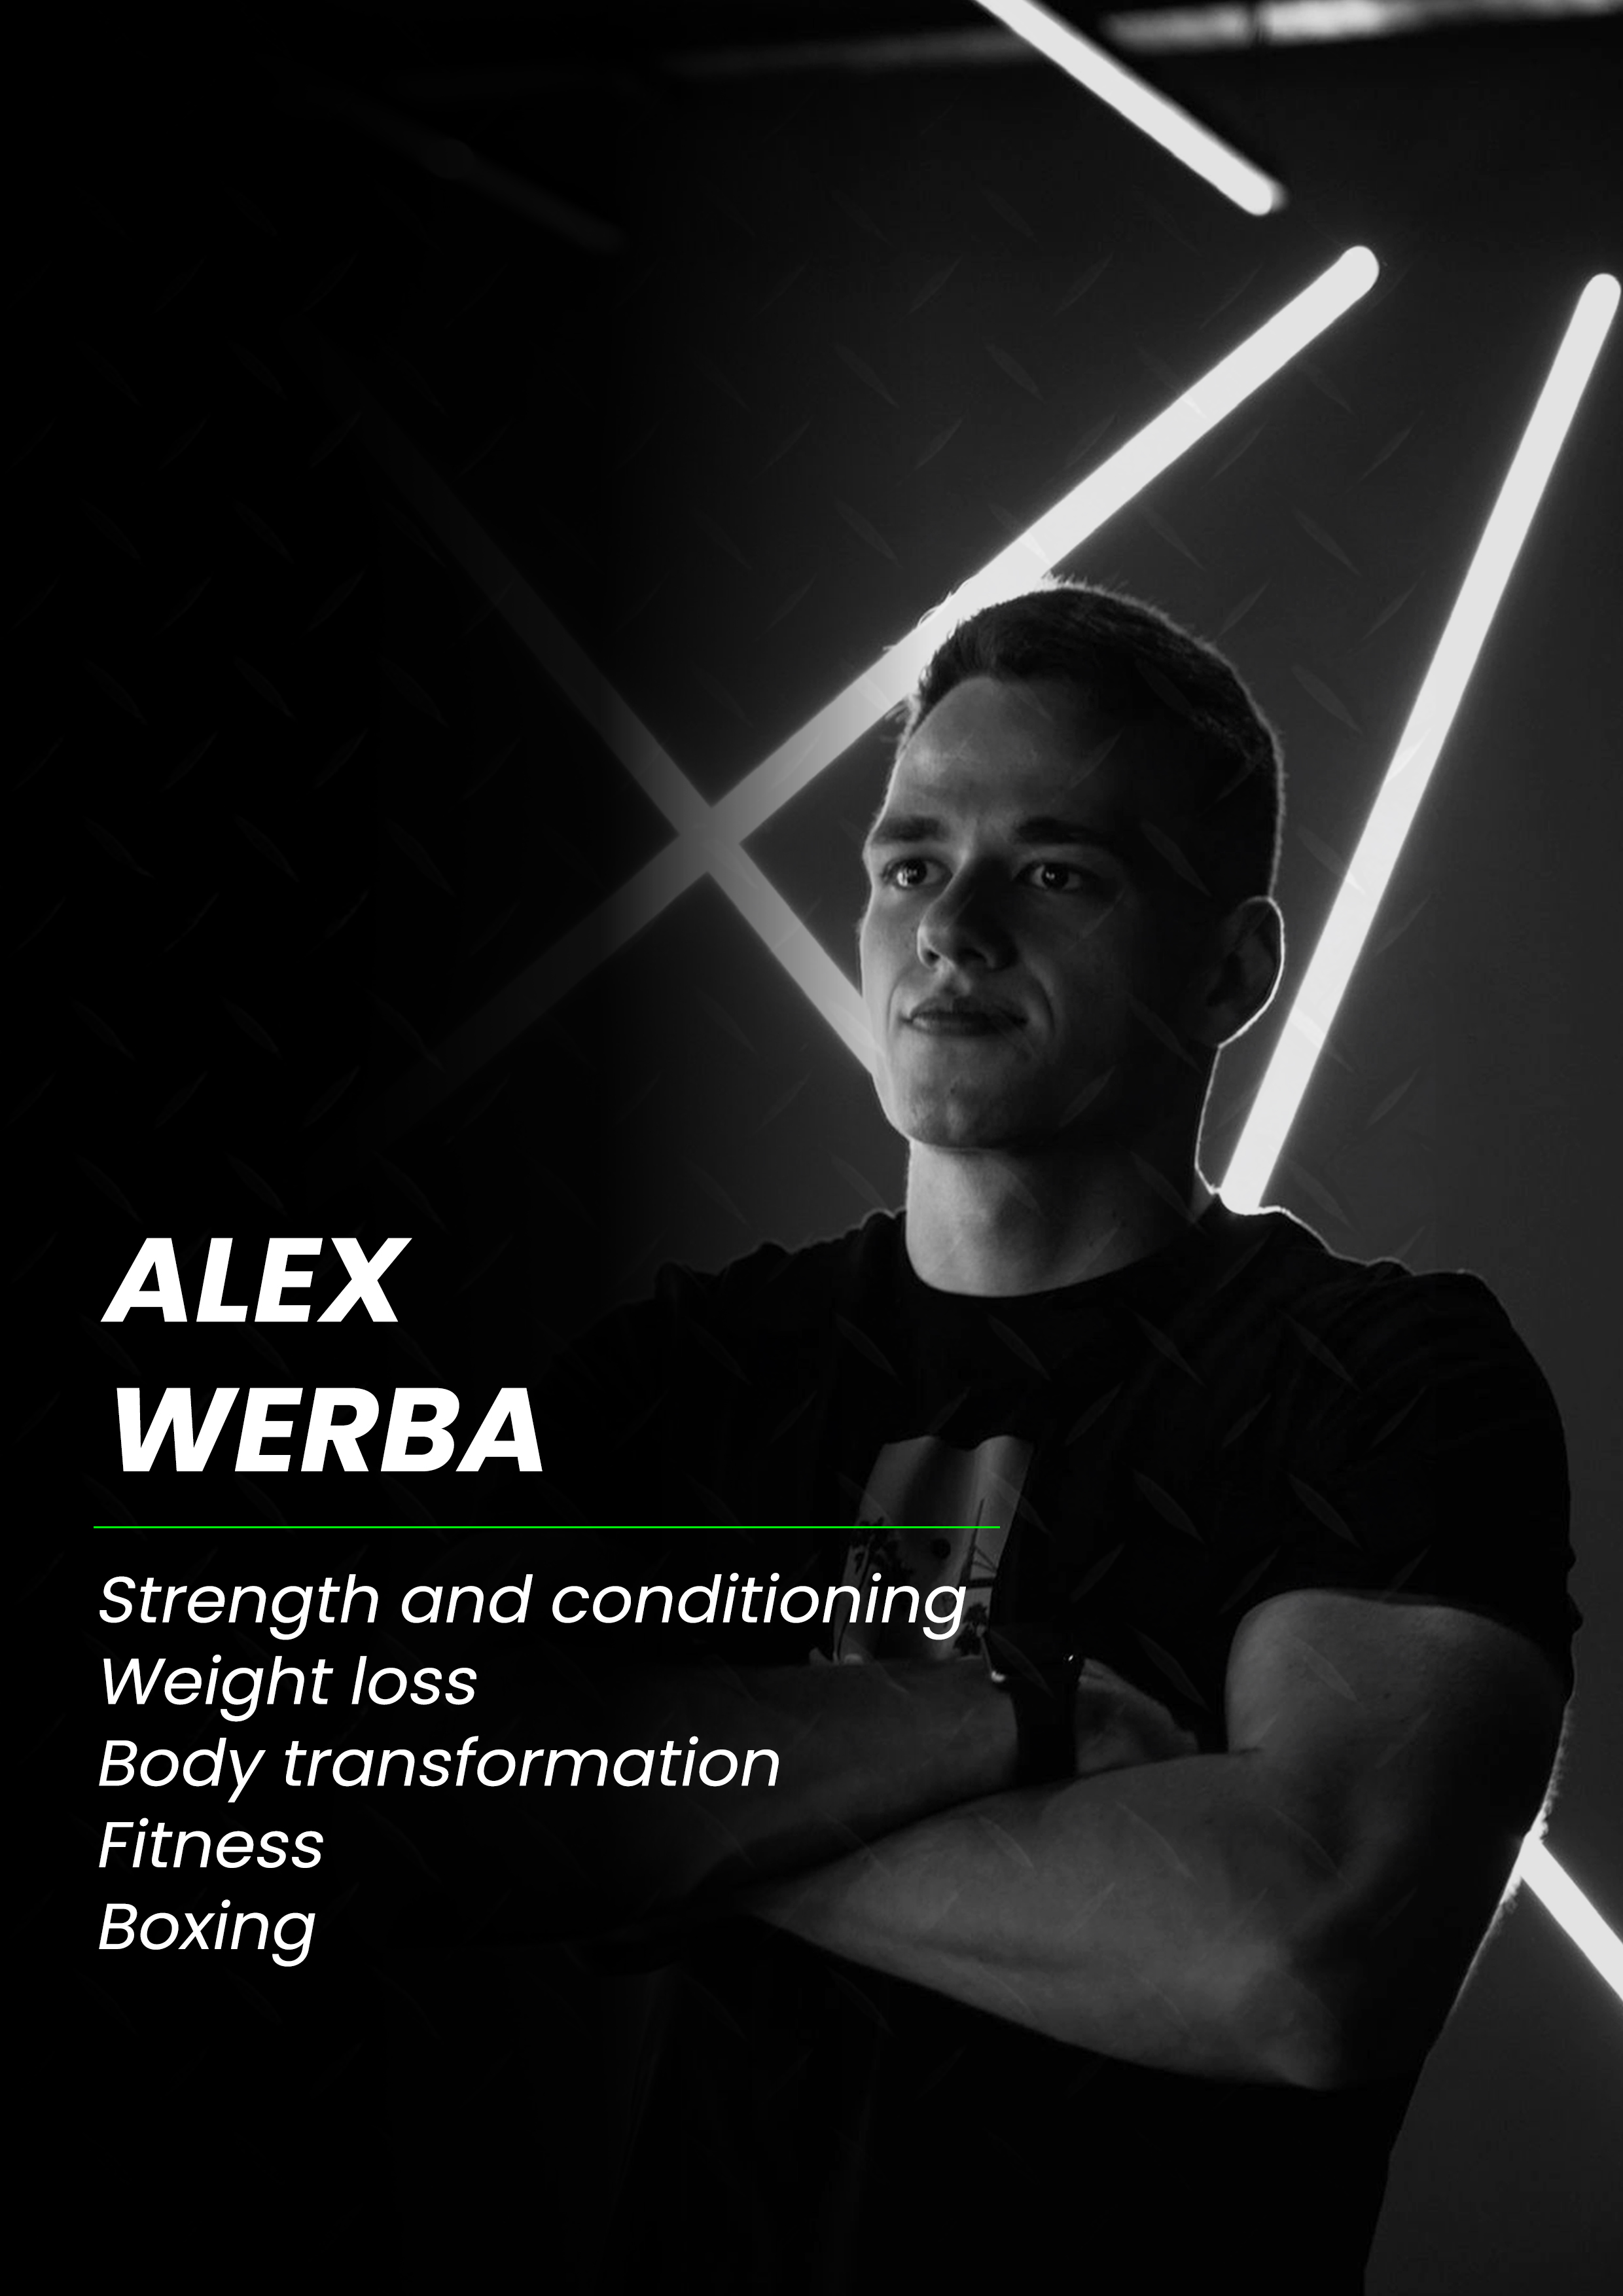 ALEX
WERBA
Strength and conditioning
Weight loss
Body transformation
Fitness
Boxing